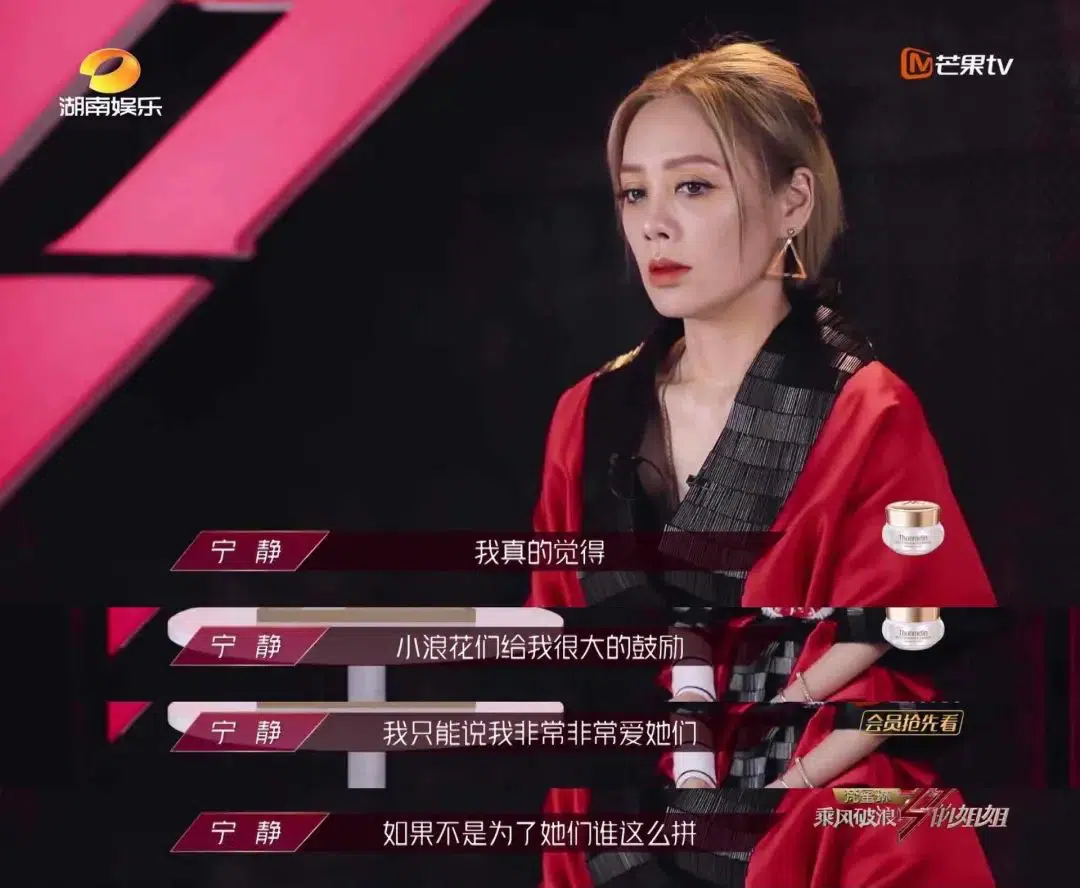 湖南娱乐
芒果tv
宁静 我真的觉得
宁静 小浪花们给我很大的鼓励
宁静 我只能说我非常非常爱她们
会员抢先看
乘风破浪的姐姐
宁静 如果不是为了她们谁这么拼